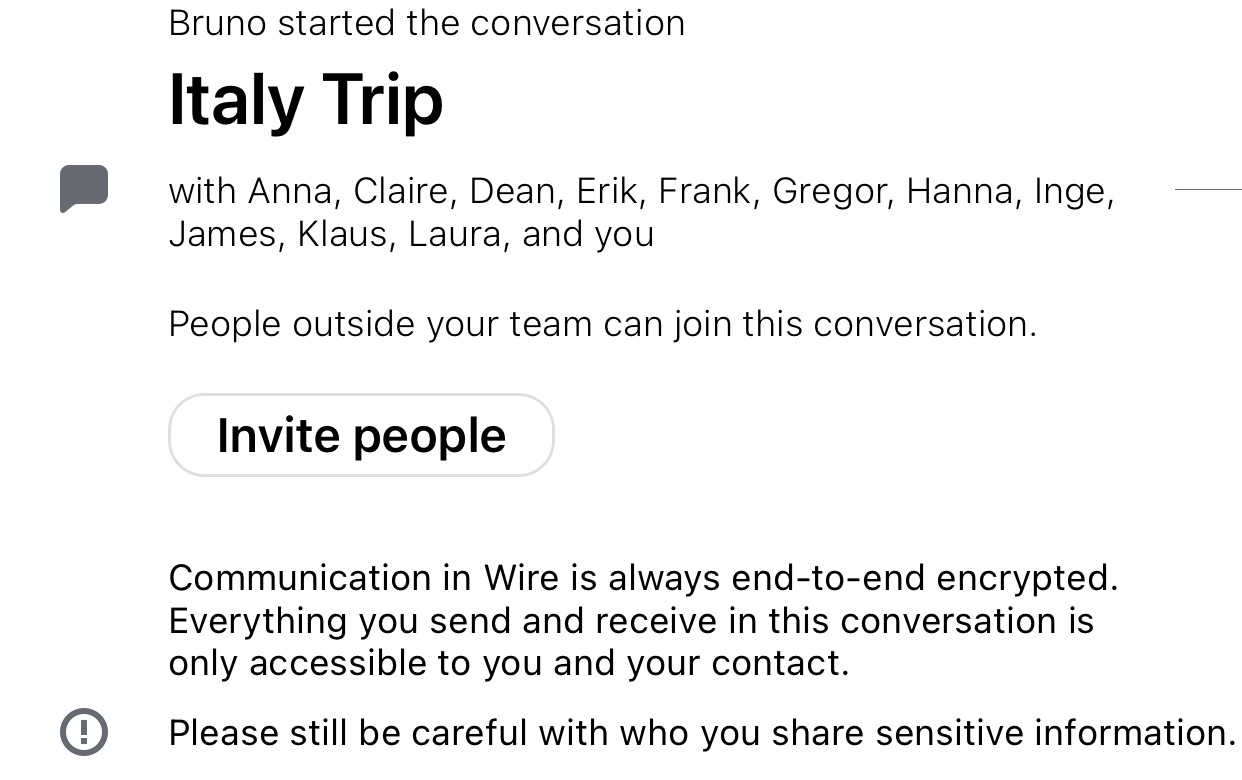 Bruno started the conversation
Italy Trip
with Anna, Claire, Dean, Erik, Frank, Gregor, Hanna, Inge,
James, Klaus, Laura, and you
People outside your team can join this conversation.
Invite people
Communication in Wire is always end-to-end encrypted.
Everything you send and receive in this conversation is
only accessible to you and your contact.
Please still be careful with who you share sensitive information.